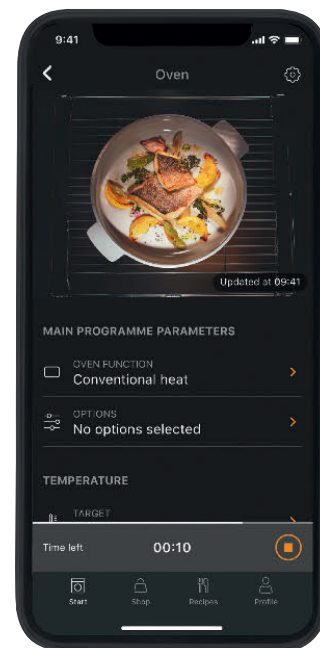 9:41
Oven
Updated at 09:41
MAIN PROGRAMME PARAMETERS
OVEN FUNCTION
Conventional heat
OPTIONS
No options selected
TEMPERATURE
TARGET
Time left
00:10
Start
Shop
Recipes
Profile